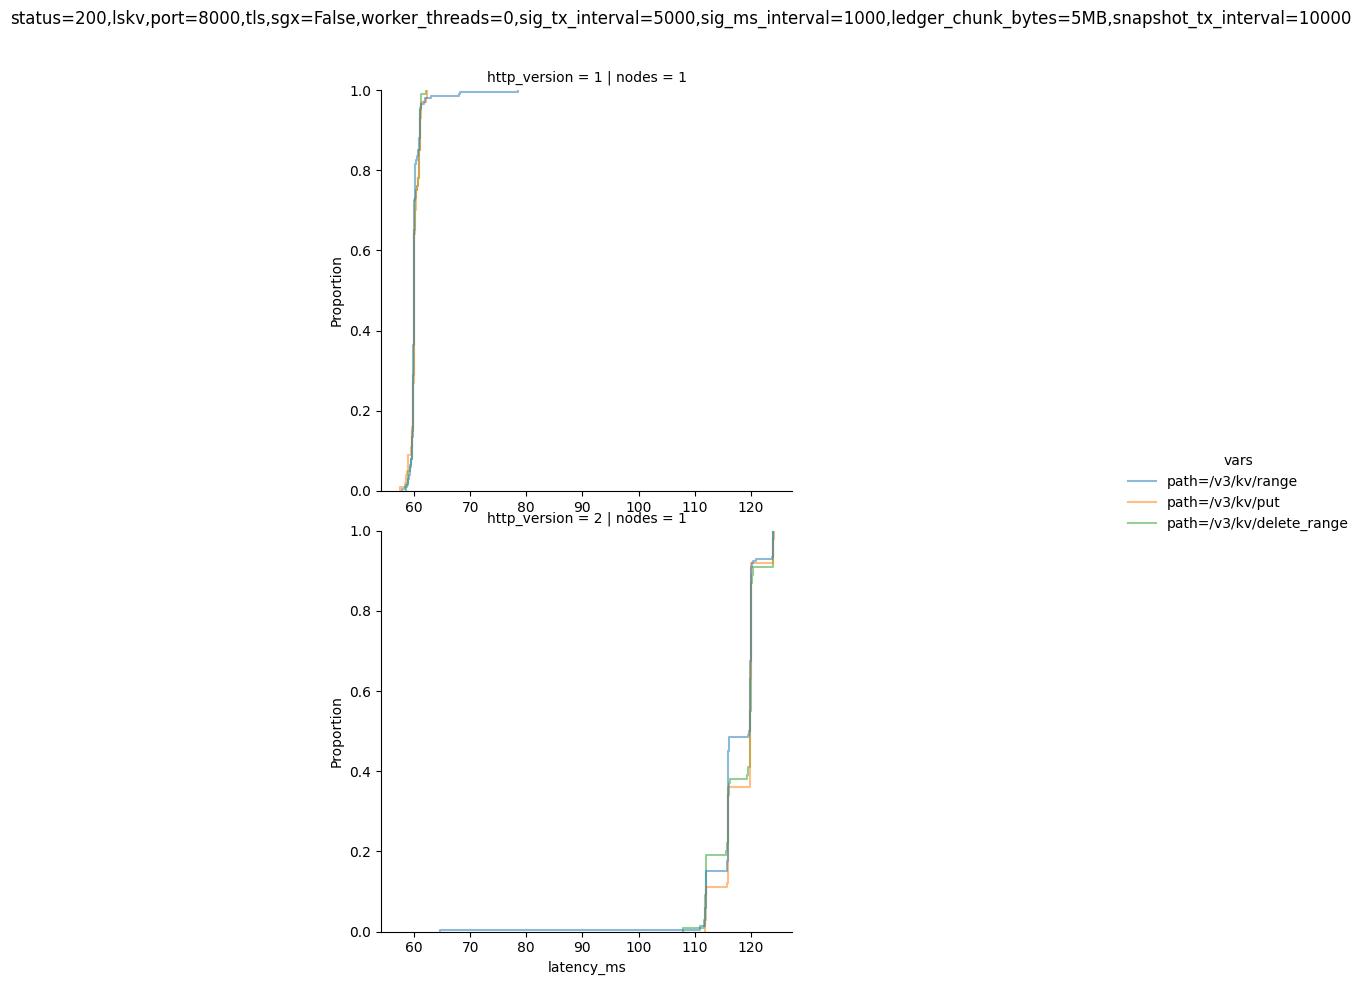 status=200,lskv,port=8000,tls,sgx=False,worker_threads=0,sig_tx_interval=5000,sig_ms_interval=1000,ledger_chunk_bytes=5MB,snapshot_tx_interval=10000
http_version = 1 | nodes = 1
1.0
0.8
0.6
0.4
0.2
0.0
Proportion
60 70 80 90 100 110 120
http_version = 2 | nodes = 1
1.0
0.8
0.6
0.4
0.2
0.0
Proportion
60 70 80 90 100 110 120
latency_ms
vars
path=/v3/kv/range
path=/v3/kv/put
path=/v3/kv/delete_range